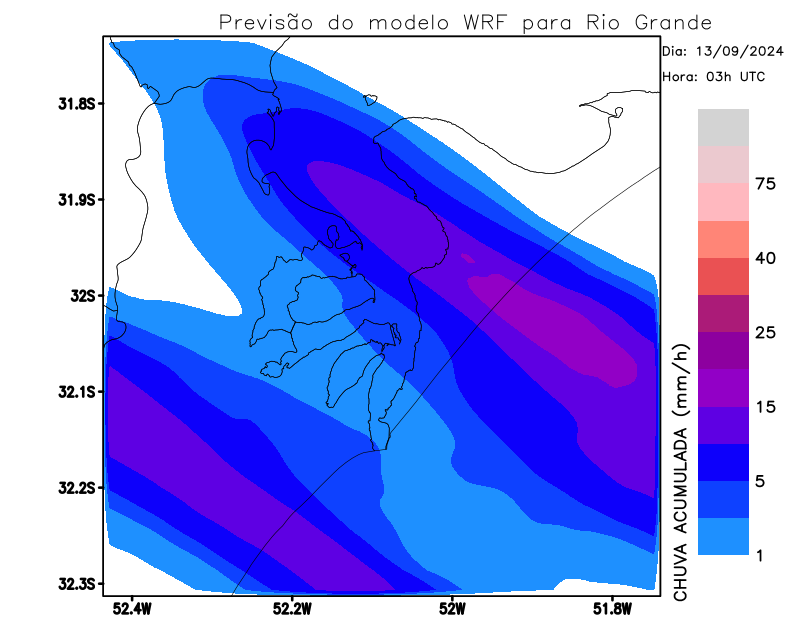 Previsão do modelo WRF para Rio Grande
Dia: 13/09/2024
Hora: 03h UTC
31.8S
31.9S
32S
32.1S
32.2S
32.3S
52.4W
52.2W
52W
51.8W
75
40
25
15
5
1
CHUVA ACUMULADA (mm/h)